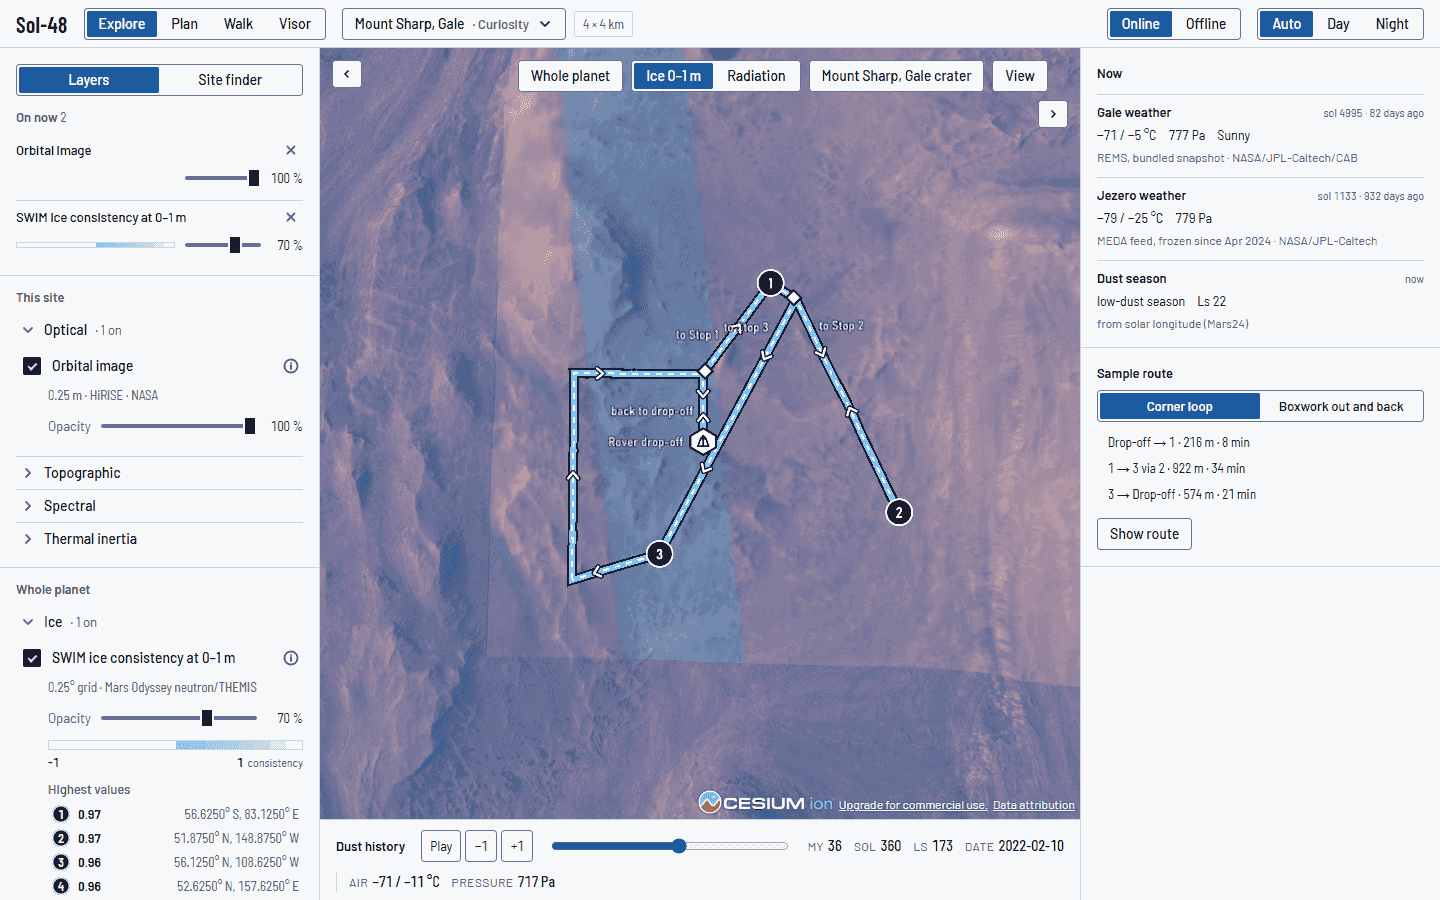 Sol-48
Explore Plan Walk Visor
Mount Sharp, Gale · Curiosity
4 × 4 km
Online Offline
Auto Day Night
Layers Site finder
On now 2
Orbital image
100 %
SWIM ice consistency at 0–1 m
70 %
This site
Optical · 1 on
Orbital image
0.25 m · HiRISE · NASA
Opacity 100 %
Topographic
Spectral
Thermal inertia
Whole planet
Ice · 1 on
SWIM ice consistency at 0–1 m
0.25° grid · Mars Odyssey neutron/THEMIS
Opacity 70 %
-1 1 consistency
Highest values
1 0.97 56.6250° S, 83.1250° E
2 0.97 51.8750° N, 148.8750° W
3 0.96 56.1250° N, 108.6250° W
4 0.96 52.6250° N, 157.6250° E
Whole planet
Ice 0–1 m Radiation
Mount Sharp, Gale crater
View
1
to Stop 1
to Stop 3
to Stop 2
back to drop-off
Rover drop-off
2
3
CESIUM ion Upgrade for commercial use. Data attribution
Dust history Play −1 +1
MY 36 SOL 360 LS 173 DATE 2022-02-10
AIR −71 / −11 °C PRESSURE 717 Pa
Now
Gale weather sol 4995 · 82 days ago
−71 / −5 °C 777 Pa Sunny
REMS, bundled snapshot · NASA/JPL-Caltech/CAB
Jezero weather sol 1133 · 932 days ago
−79 / −25 °C 779 Pa
MEDA feed, frozen since Apr 2024 · NASA/JPL-Caltech
Dust season now
low-dust season Ls 22
from solar longitude (Mars24)
Sample route
Corner loop Boxwork out and back
Drop-off → 1 · 216 m · 8 min
1 → 3 via 2 · 922 m · 34 min
3 → Drop-off · 574 m · 21 min
Show route